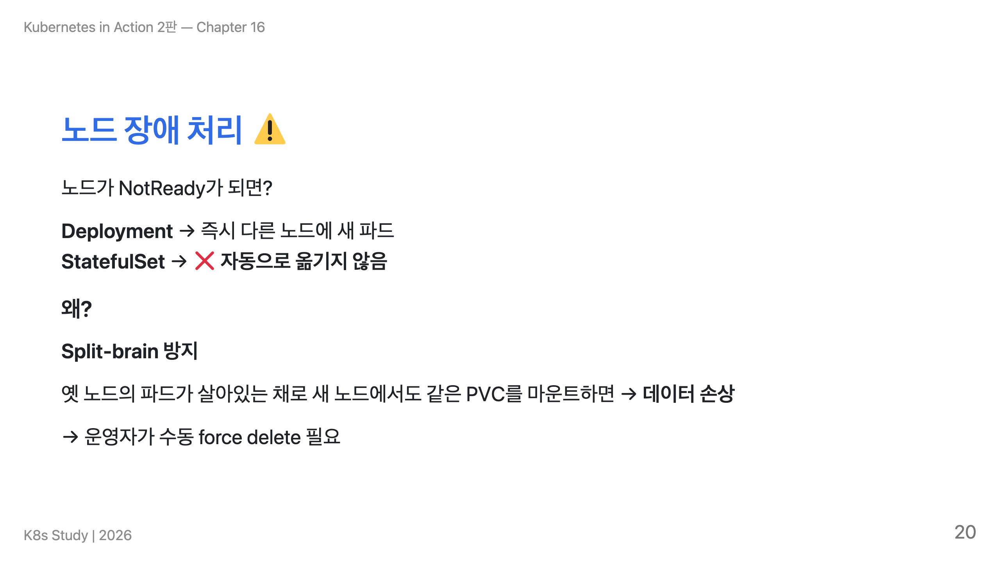 Kubernetes in Action 2판 — Chapter 16
노드 장애 처리 ⚠️
노드가 NotReady가 되면?
Deployment → 즉시 다른 노드에 새 파드
StatefulSet → ❌ 자동으로 옮기지 않음
왜?
Split-brain 방지
옛 노드의 파드가 살아있는 채로 새 노드에서도 같은 PVC를 마운트하면 → 데이터 손상
→ 운영자가 수동 force delete 필요
K8s Study | 2026
20